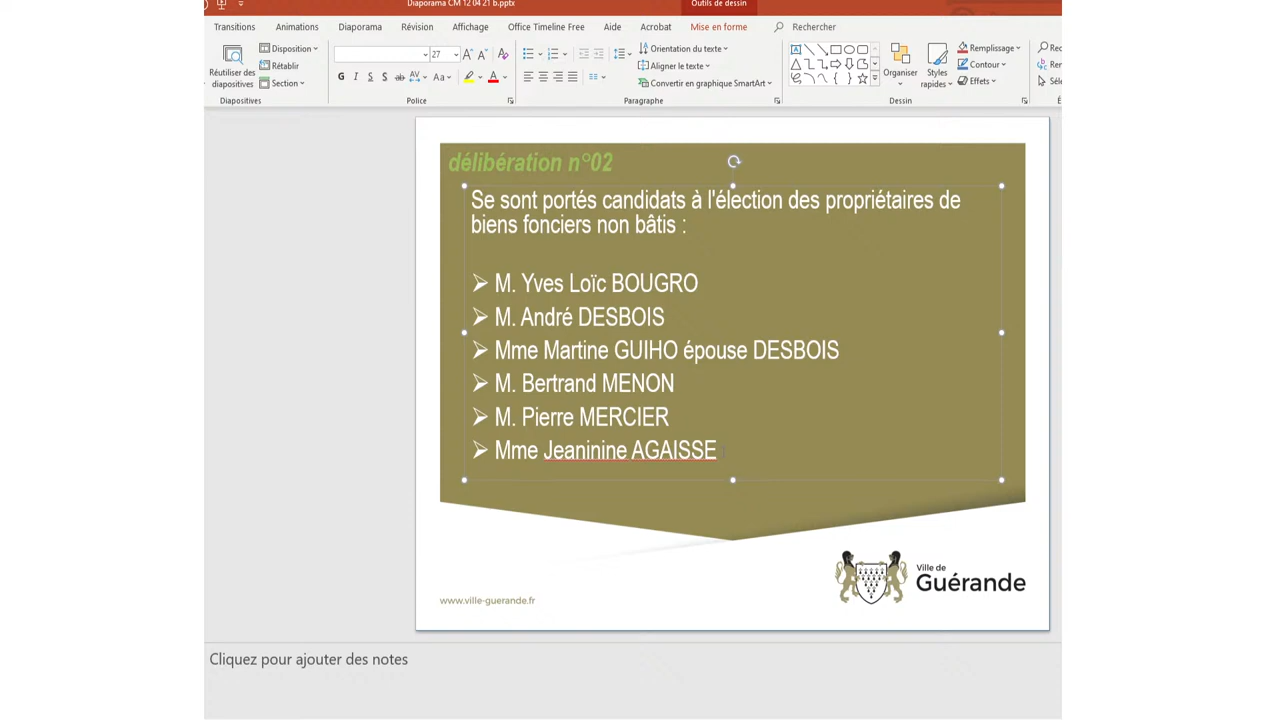 Diaporama CM 12 04 21 b.pptx
Outils de dessin
Transitions Animations Diaporama Révision Affichage Office Timeline Free Aide Acrobat Mise en forme Rechercher
Disposition
Réutiliser des diapositives
Rétablir
Section
Diapositives
27
G I S S ab AV Aa A
Police
Orientation du texte
Aligner le texte
Convertir en graphique SmartArt
Paragraphe
Organiser
Styles rapides
Remplissage
Contour
Effets
Dessin
délibération n°02
Se sont portés candidats à l'élection des propriétaires de
biens fonciers non bâtis :
M. Yves Loïc BOUGRO
M. André DESBOIS
Mme Martine GUIHO épouse DESBOIS
M. Bertrand MENON
M. Pierre MERCIER
Mme Jeaninine AGAISSE
Ville de
Guérande
www.ville-guerande.fr
Cliquez pour ajouter des notes